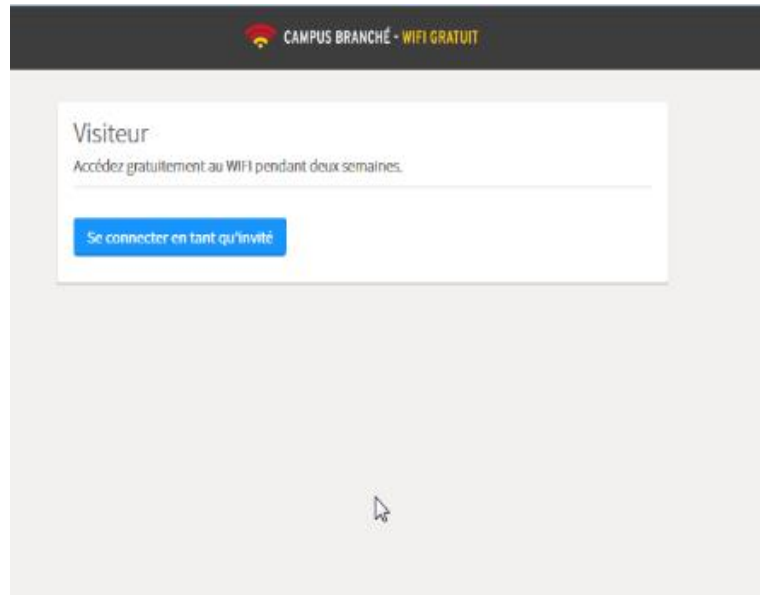 CAMPUS BRANCHÉ - WIFI GRATUIT
Visiteur
Accédez gratuitement au WIFI pendant deux semaines.
Se connecter en tant qu'invité